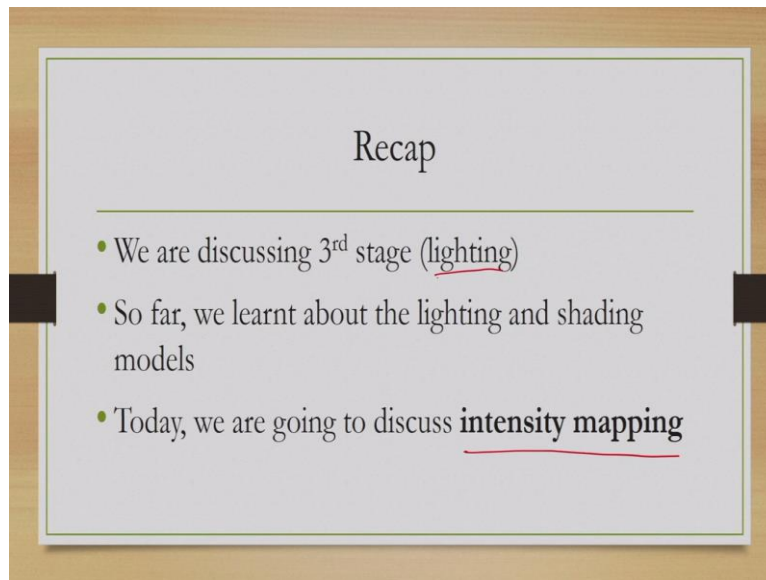 Recap
• We are discussing 3rd stage (lighting)
• So far, we learnt about the lighting and shading
models
• Today, we are going to discuss intensity mapping